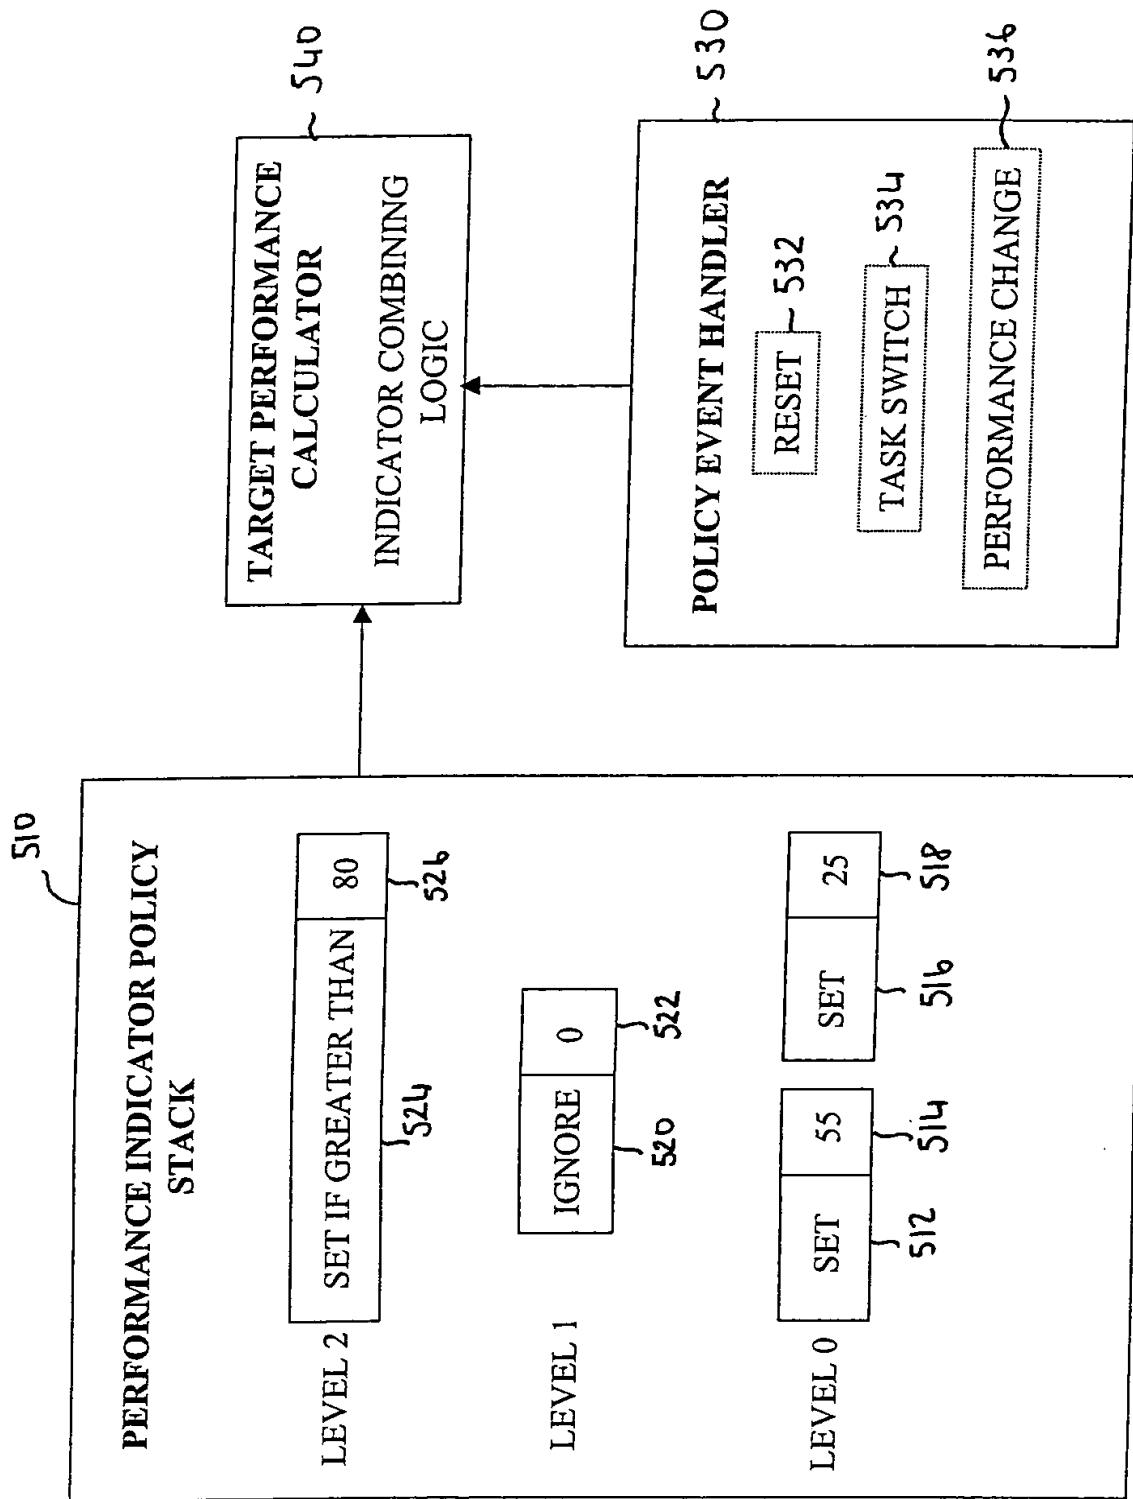 510
PERFORMANCE INDICATOR POLICY
STACK
LEVEL 2
SET IF GREATER THAN
80
524
526
LEVEL 1
IGNORE
0
520
522
LEVEL 0
SET
55
SET
25
512
514
516
518
TARGET PERFORMANCE
CALCULATOR
INDICATOR COMBINING
LOGIC
540
POLICY EVENT HANDLER
530
RESET
532
TASK SWITCH
534
PERFORMANCE CHANGE
536